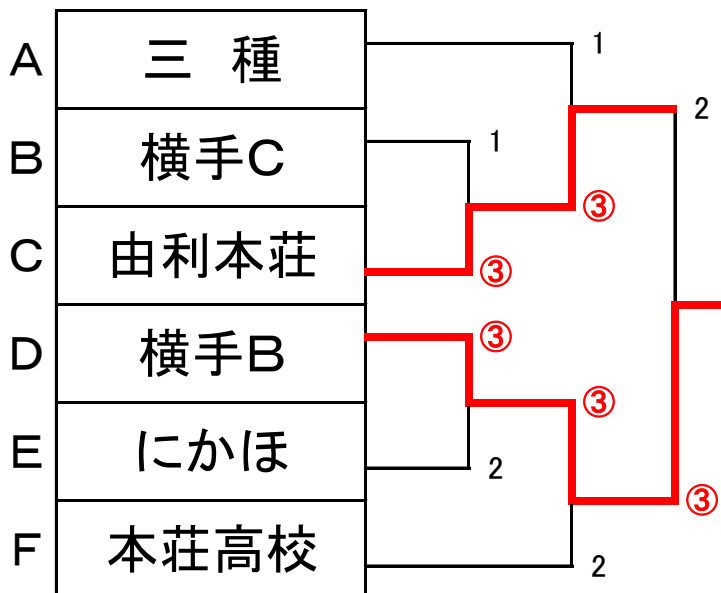 A 三 種 1
2
B 横手C 1
③
C 由利本荘 ③
D 横手B ③
③
E にかほ 2
③
F 本荘高校 2